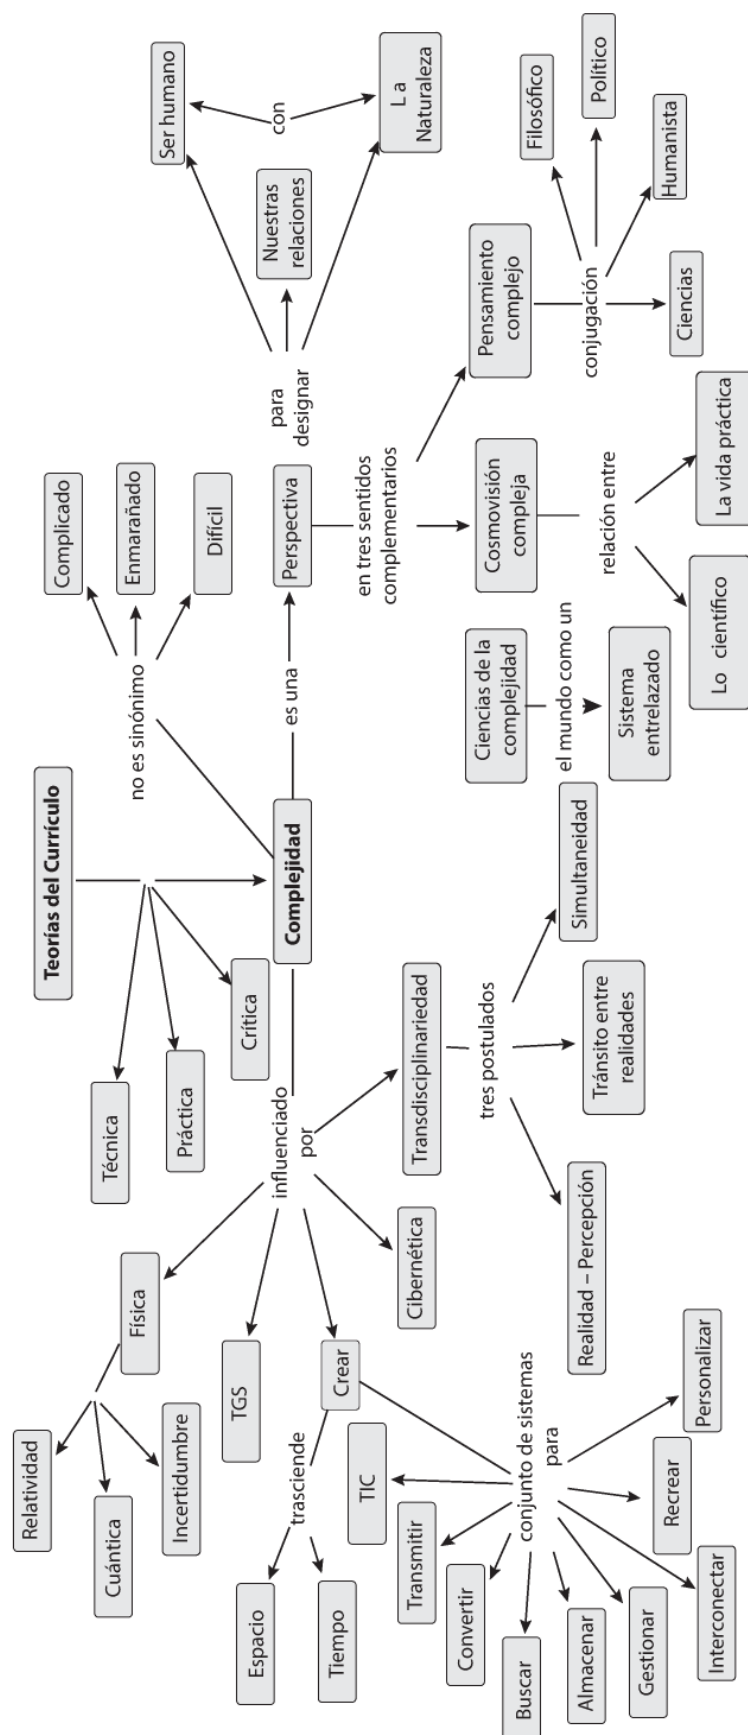 Teorías del Currículo
Técnica
Práctica
Crítica
Complejidad
no es sinónimo
Complicado
Enmarañado
Difícil
es una
Perspectiva
para
designar
Ser humano
con
Nuestras
relaciones
L a
Naturaleza
en tres sentidos
complementarios
Pensamiento
complejo
conjugación
Filosófico
Político
Humanista
Ciencias
Cosmovisión
compleja
relación entre
Lo científico
La vida práctica
Ciencias de la
complejidad
el mundo como un
Sistema
entrelazado
influenciado
por
Física
Relatividad
Cuántica
Incertidumbre
TGS
Crear
trasciende
Espacio
Tiempo
conjunto de sistemas
para
TIC
Transmitir
Convertir
Buscar
Almacenar
Gestionar
Interconectar
Recrear
Personalizar
Cibernética
Transdisciplinariedad
tres postulados
Realidad – Percepción
Tránsito entre
realidades
Simultaneidad